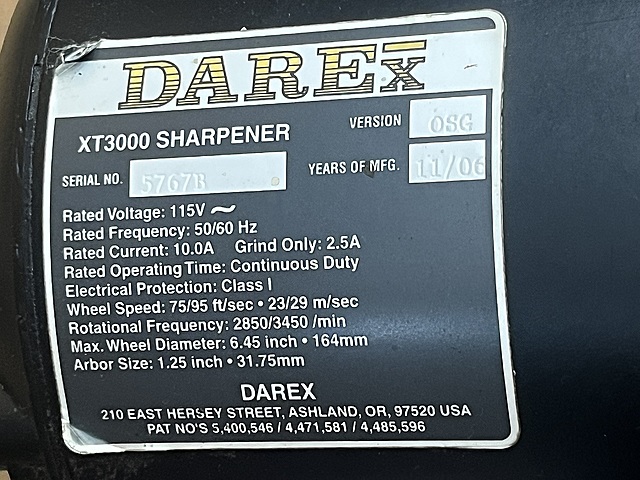 DAREX
XT3000 SHARPENER
VERSION OSG
SERIAL NO. 5767B
YEARS OF MFG. 11/06
Rated Voltage: 115V ~
Rated Frequency: 50/60 Hz
Rated Current: 10.0A Grind Only: 2.5A
Rated Operating Time: Continuous Duty
Electrical Protection: Class I
Wheel Speed: 75/95 ft/sec • 23/29 m/sec
Rotational Frequency: 2850/3450 /min
Max. Wheel Diameter: 6.45 inch • 164mm
Arbor Size: 1.25 inch • 31.75mm
DAREX
210 EAST HERSEY STREET, ASHLAND, OR, 97520 USA
PAT NO'S 5,400,546 / 4,471,581 / 4,485,596